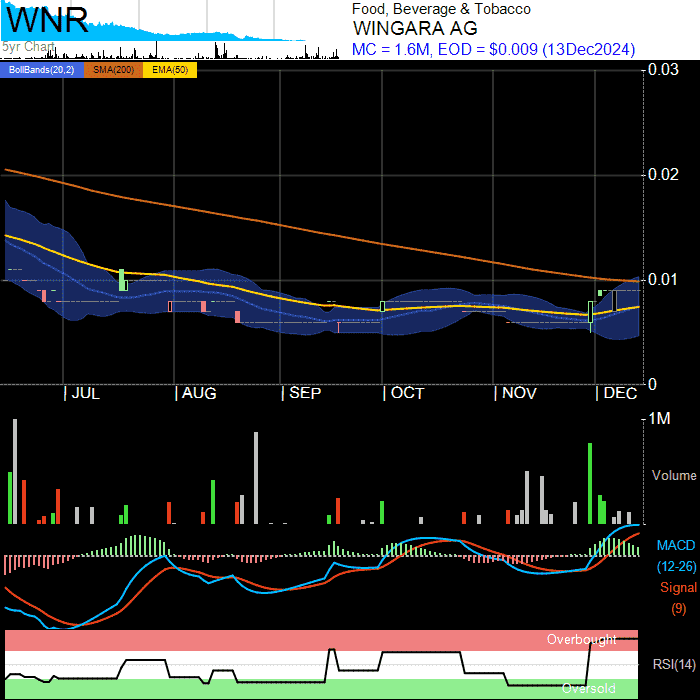 WNR
5yr Chart
Food, Beverage & Tobacco
WINGARA AG
MC = 1.6M, EOD = $0.009 (13Dec2024)
BollBands(20,2) SMA(200) EMA(50)
0.03
0.02
0.01
0
JUL AUG SEP OCT NOV DEC
1M
Volume
MACD
(12-26)
Signal
(9)
Overbought
RSI(14)
Oversold